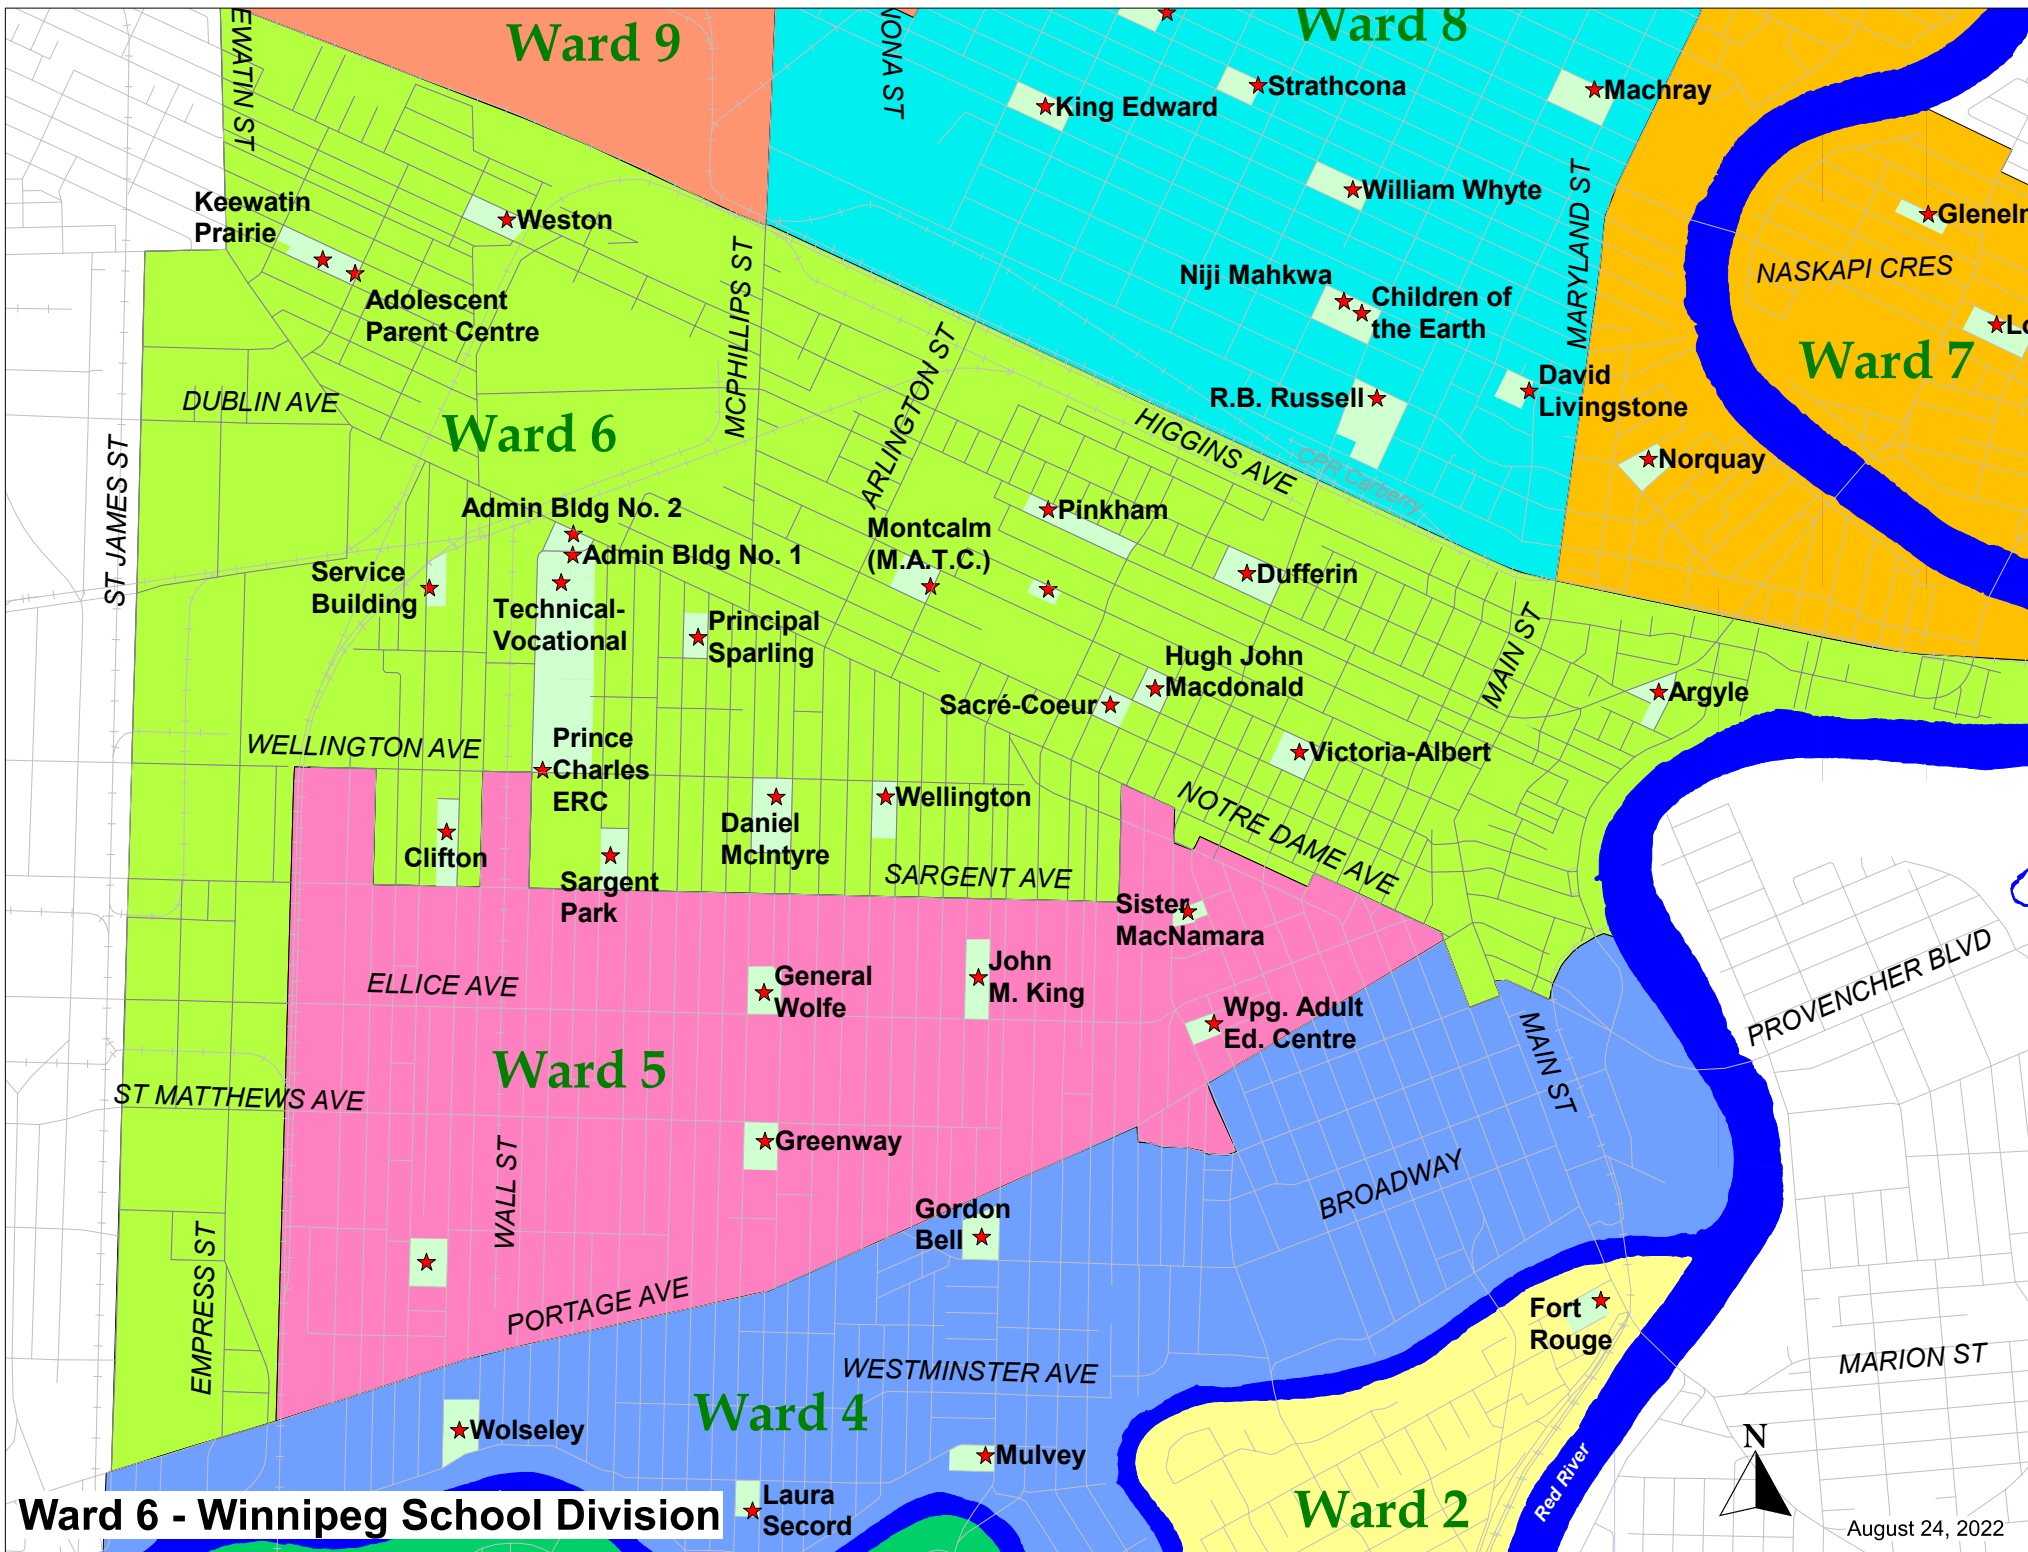 Ward 9
Ward 8
Strathcona
King Edward
Machray
William Whyte
MARYLAND ST
Keewatin
Prairie
Weston
Adolescent
Parent Centre
MCPHILLIPS ST
Niji Mahkwa
Children of
the Earth
NASKAPI CRES
Ward 7
DUBLIN AVE
Ward 6
ARLINGTON ST
R.B. Russell
David
Livingstone
HIGGINS AVE
CPR Carberry
Norquay
ST JAMES ST
Admin Bldg No. 2
Admin Bldg No. 1
Montcalm
(M.A.T.C.)
Pinkham
Dufferin
Service
Building
Technical-
Vocational
Principal
Sparling
Hugh John
Macdonald
Sacré-Coeur
MAIN ST
Argyle
WELLINGTON AVE
Prince
Charles
ERC
Victoria-Albert
Wellington
Daniel
McIntyre
NOTRE DAME AVE
Clifton
Sargent
Park
SARGENT AVE
Sister
MacNamara
ELLICE AVE
General
Wolfe
John
M. King
Wpg. Adult
Ed. Centre
MAIN ST
PROVENCHER BLVD
Ward 5
ST MATTHEWS AVE
WALL ST
Greenway
BROADWAY
Gordon
Bell
EMPRESS ST
PORTAGE AVE
Fort
Rouge
WESTMINSTER AVE
MARION ST
Ward 4
Wolseley
Mulvey
N
Red River
Laura
Secord
Ward 2
Ward 6 - Winnipeg School Division
August 24, 2022